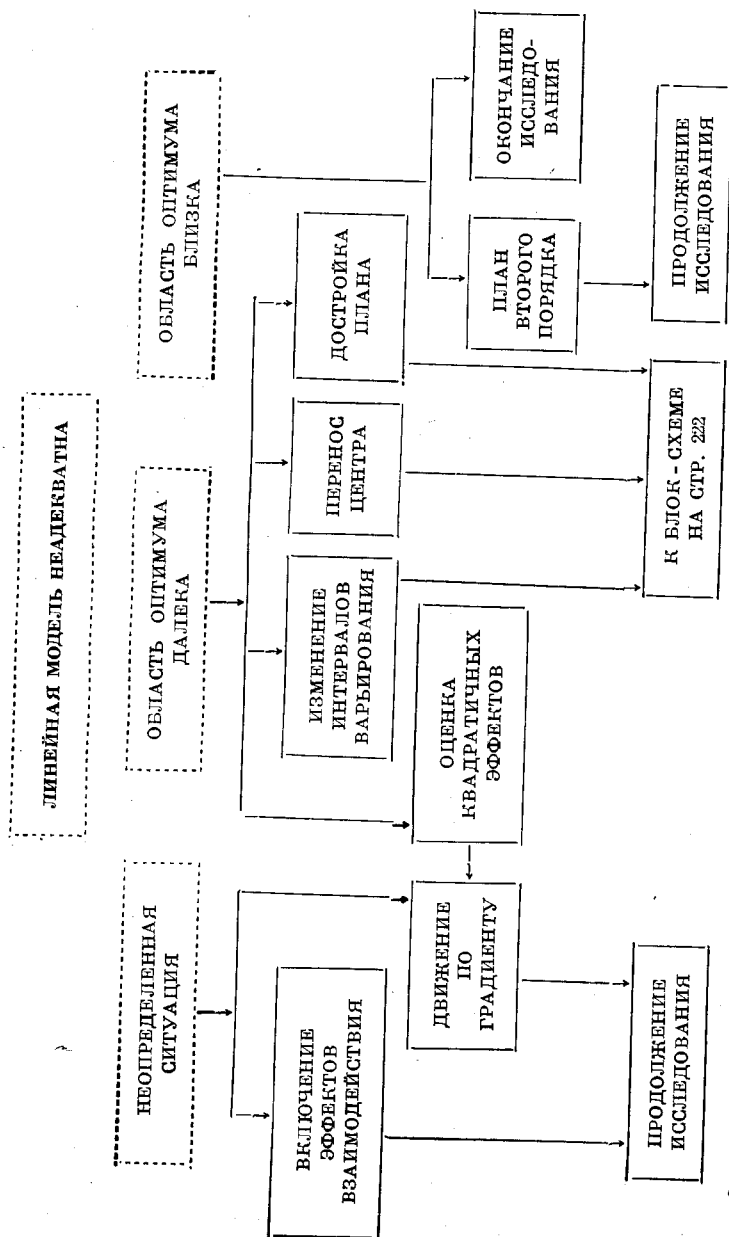 ЛИНЕЙНАЯ МОДЕЛЬ НЕАДЕКВАТНА
НЕОПРЕДЕЛЕННАЯ
СИТУАЦИЯ
ОБЛАСТЬ ОПТИМУМА
ДАЛЕКА
ОБЛАСТЬ ОПТИМУМА
БЛИЗКА
ВКЛЮЧЕНИЕ
ЭФФЕКТОВ
ВЗАИМОДЕЙСТВИЯ
ИЗМЕНЕНИЕ
ИНТЕРВАЛОВ
ВАРЬИРОВАНИЯ
ПЕРЕНОС
ЦЕНТРА
ДОСТРОЙКА
ПЛАНА
ДВИЖЕНИЕ
ПО
ГРАДИЕНТУ
ОЦЕНКА
КВАДРАТИЧНЫХ
ЭФФЕКТОВ
ПЛАН
ВТОРОГО
ПОРЯДКА
ОКОНЧАНИЕ
ИССЛЕДО-
ВАНИЯ
ПРОДОЛЖЕНИЕ
ИССЛЕДОВАНИЯ
К БЛОК-СХЕМЕ
НА СТР. 222
ПРОДОЛЖЕНИЕ
ИССЛЕДОВАНИЯ